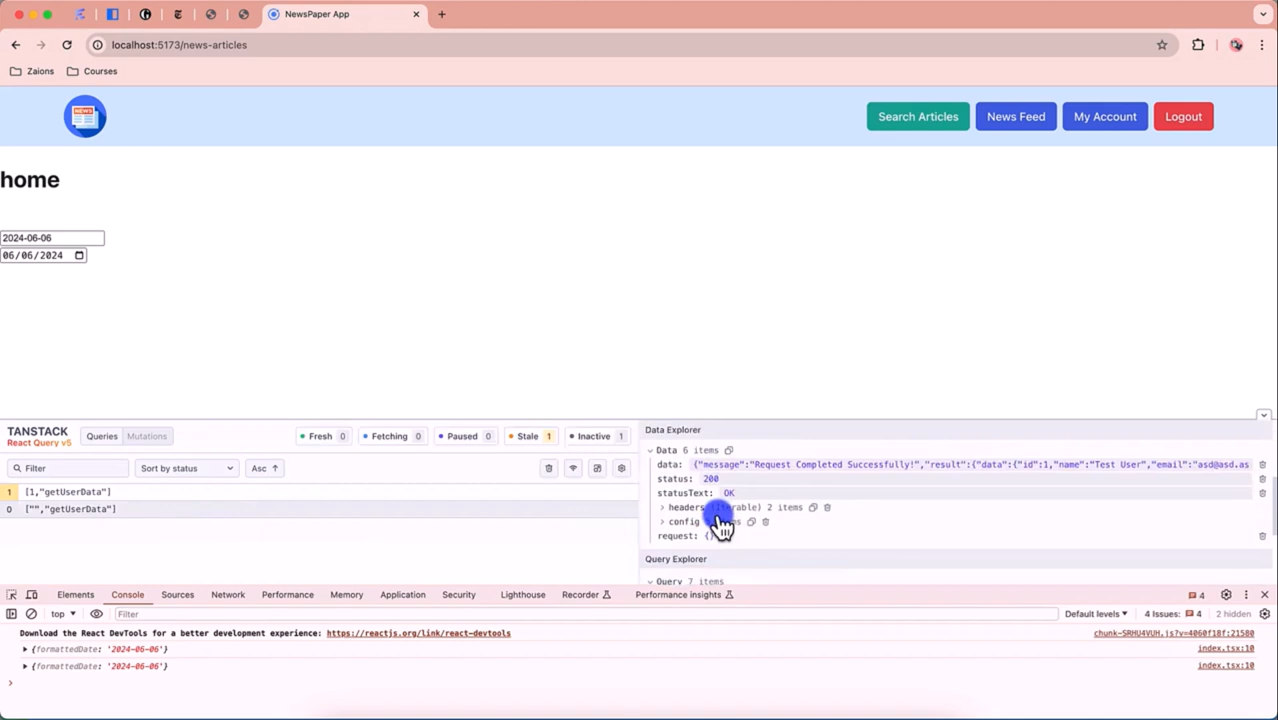 NewsPaper App
localhost:5173/news-articles
Zaions
Courses
NEWS
Search Articles
News Feed
My Account
Logout
home
2024-06-06
06/06/2024
TANSTACK
React Query v5
Queries
Mutations
Fresh 0
Fetching 0
Paused 0
Stale 1
Inactive 1
Filter
Sort by status
Asc ↑
1 [1,"getUserData"]
0 ["","getUserData"]
Data Explorer
Data 6 items
data: {"message":"Request Completed Successfully!","result":{"data":{"id":1,"name":"Test User","email":"asd@asd.as
status: 200
statusText: OK
headers 2 items
config
request: {}
Query Explorer
Query 7 items
Elements
Console
Sources
Network
Performance
Memory
Application
Security
Lighthouse
Recorder
Performance insights
4
top
Filter
Default levels
4 Issues: 4
2 hidden
Download the React DevTools for a better development experience: https://reactjs.org/link/react-devtools
chunk-SRHU4VUH.js?v=4060f18f:21580
{formattedDate: '2024-06-06'}
index.tsx:10
{formattedDate: '2024-06-06'}
index.tsx:10